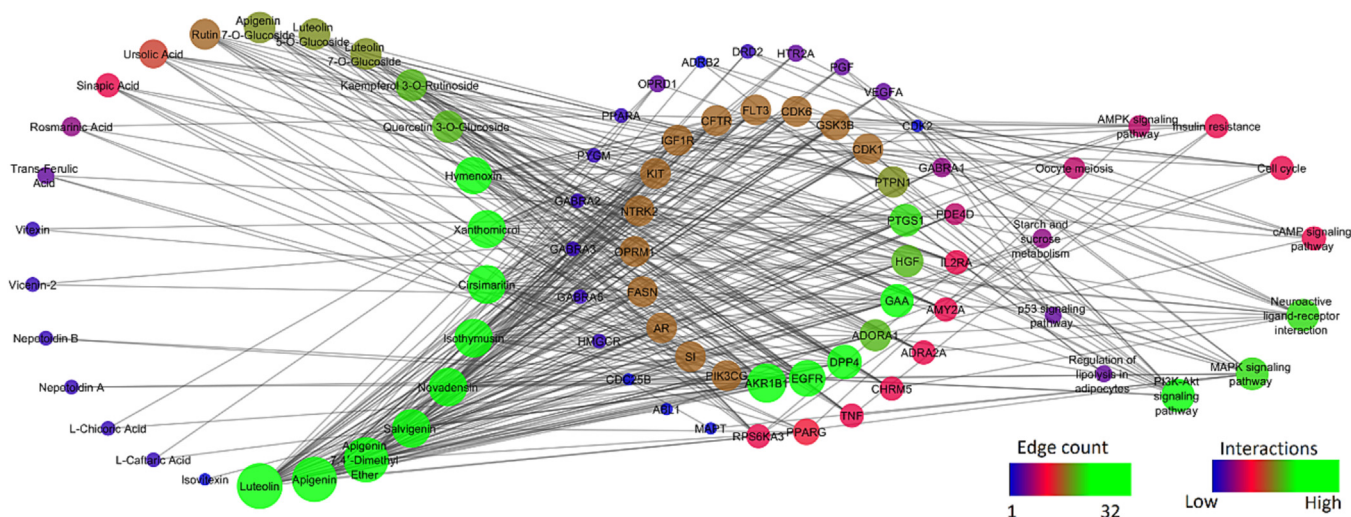 Rutin
Apigenin
7-O-Glucoside
Luteolin
5-O-Glucoside
Luteolin
7-O-Glucoside
Ursolic Acid
Sinapic Acid
Rosmarinic Acid
Trans-Ferulic
Acid
Vitexin
Vicenin-2
Nepetoidin B
Nepetoidin A
L-Chicoric Acid
L-Caftaric Acid
Isovitexin
Kaempferol 3-O-Rutinoside
Quercetin 3-O-Glucoside
Hymenoxin
Xanthomicrol
Cirsimaritin
Isothymusin
Novadensin
Salvigenin
Apigenin
7,4'-Dimethyl
Ether
Apigenin
Luteolin
DRD2
HTR2A
ADRB2
PGF
OPRD1
VEGFA
PPARA
CDK2
PYGM
GABRA1
GABRA2
PDE4D
GABRA3
IL2RA
GABRA5
AMY2A
HMGCR
ADRA2A
CDC25B
CHRM5
ABL1
TNF
MAPT
RPS6KA3
PPARG
FLT3
CDK6
CFTR
GSK3B
IGF1R
CDK1
KIT
PTPN1
NTRK2
PTGS1
OPRM1
HGF
FASN
GAA
AR
ADORA1
SI
DPP4
PIK3CG
AKR1B1
EGFR
AMPK signaling
pathway
Insulin resistance
Oocyte meiosis
Cell cycle
Starch and
sucrose
metabolism
cAMP signaling
pathway
p53 signaling
pathway
Neuroactive
ligand-receptor
interaction
Regulation of
lipolysis in
adipocytes
PI3K-Akt
signaling
pathway
MAPK signaling
pathway
Edge count
1 32
Interactions
Low High